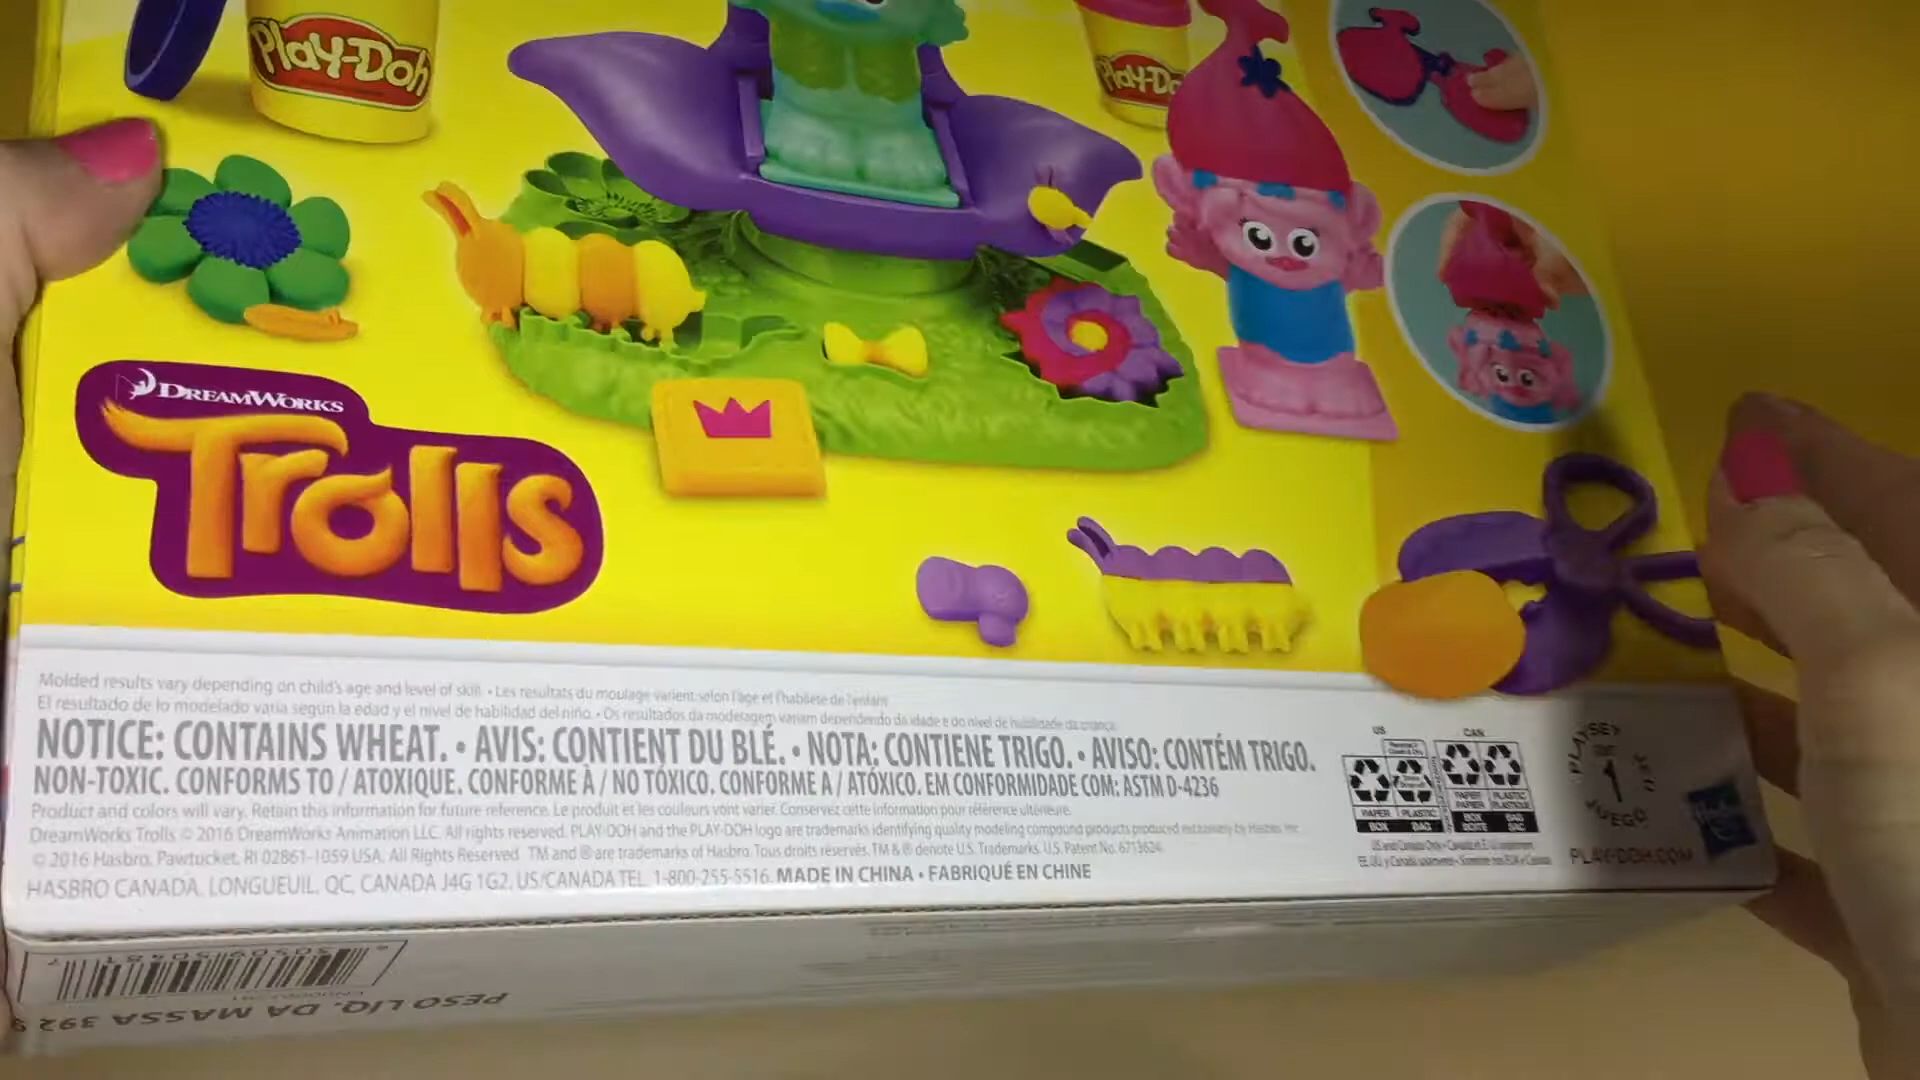 PLAY-DOH
PLAY-DO
DREAMWORKS
Trolls
Molded results vary depending on child's age and level of skill. • Les résultats du moulage varient selon l'âge et l'habileté de l'enfant.
El resultado de lo modelado varía según la edad y el nivel de habilidad del niño. • Os resultados da modelagem variam dependendo da idade e do nível de habilidade da criança.
NOTICE: CONTAINS WHEAT. • AVIS: CONTIENT DU BLÉ. • NOTA: CONTIENE TRIGO. • AVISO: CONTÉM TRIGO.
NON-TOXIC. CONFORMS TO / ATOXIQUE. CONFORME À / NO TÓXICO. CONFORME A / ATÓXICO. EM CONFORMIDADE COM: ASTM D-4236
Product and colors will vary. Retain this information for future reference. Le produit et les couleurs vont varier. Conservez cette information pour référence ultérieure.
DreamWorks Trolls © 2016 DreamWorks Animation LLC. All rights reserved. PLAY-DOH and the PLAY-DOH logo are trademarks identifying quality modeling compound products produced exclusively by Hasbro, Inc.
© 2016 Hasbro, Pawtucket, RI 02861-1059 USA. All Rights Reserved. TM and ® are trademarks of Hasbro. Tous droits réservés. TM & ® denote U.S. Trademarks. U.S. Patent No. 6713624
HASBRO CANADA, LONGUEUIL, QC, CANADA J4G 1G2. US/CANADA TEL. 1-800-255-5516. MADE IN CHINA • FABRIQUÉ EN CHINE
US
PAPER PLASTIC
BOX BAG
CAN
PAPER PLASTIC
PAPIER PLASTIQUE
BOX BAG
BOITE SAC
PLAYSET
1
JUEGO
PLAY-DOH.COM
PESO LÍQ. DA MASSA 392 g